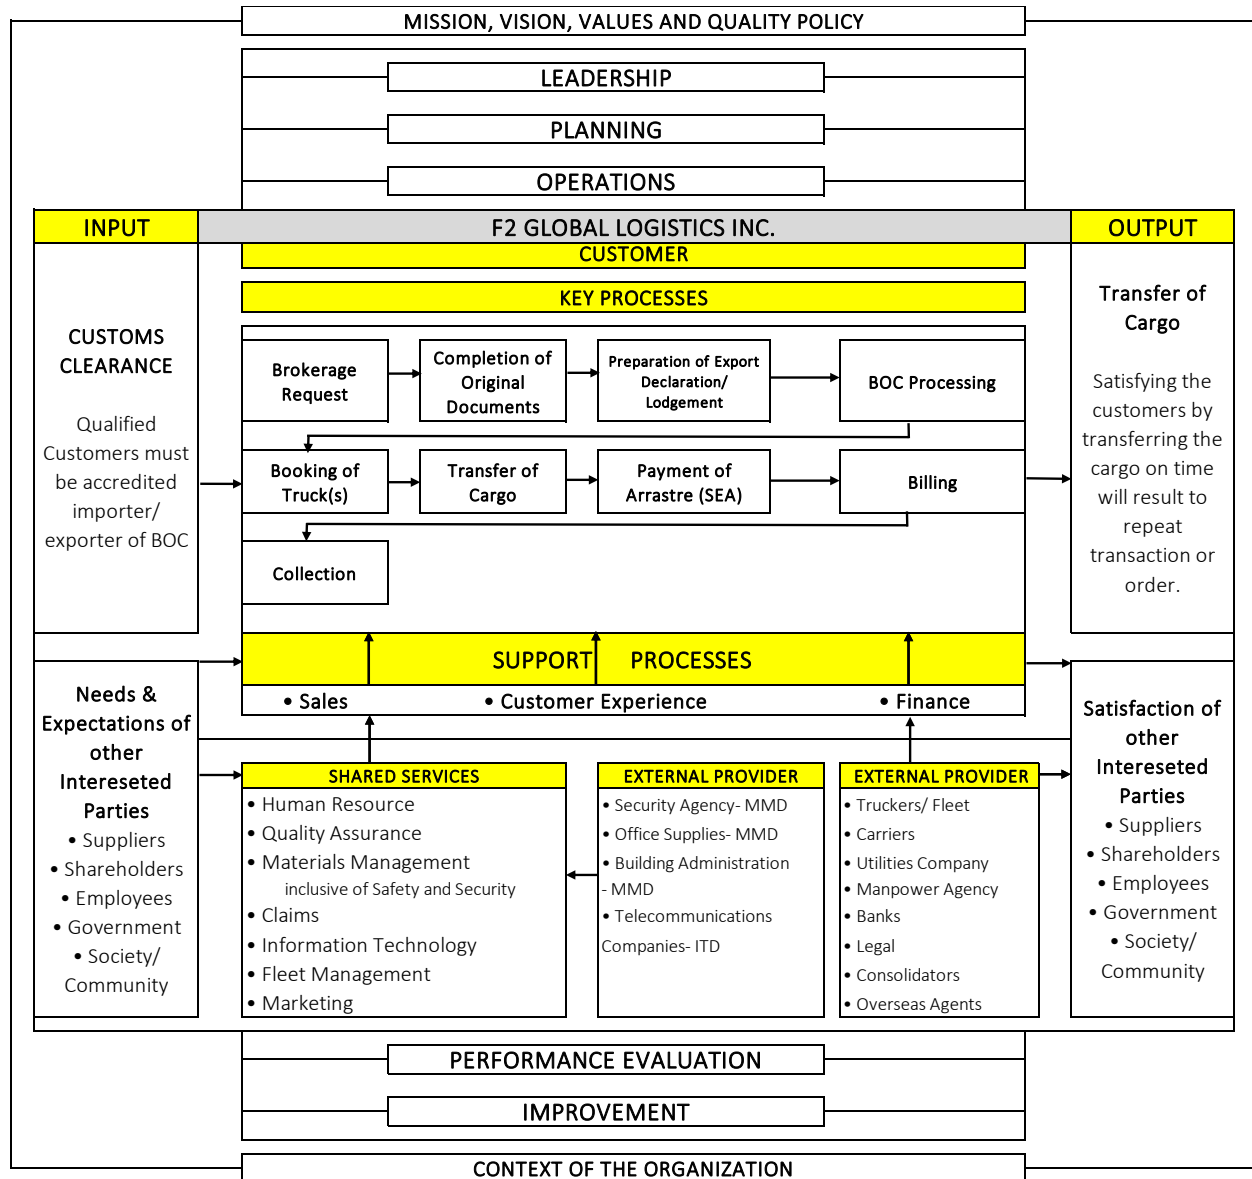 MISSION, VISION, VALUES AND QUALITY POLICY
LEADERSHIP
PLANNING
OPERATIONS
INPUT
F2 GLOBAL LOGISTICS INC.
OUTPUT
CUSTOMER
KEY PROCESSES
CUSTOMS
CLEARANCE
Qualified
Customers must
be accredited
importer/
exporter of BOC
Brokerage
Request
Completion of
Original
Documents
Preparation of Export
Declaration/
Lodgement
BOC Processing
Booking of
Truck(s)
Transfer of
Cargo
Payment of
Arrastre (SEA)
Billing
Collection
Transfer of
Cargo
Satisfying the
customers by
transferring the
cargo on time
will result to
repeat
transaction or
order.
SUPPORT PROCESSES
• Sales
• Customer Experience
• Finance
Needs &
Expectations of
other
Intereseted
Parties
• Suppliers
• Shareholders
• Employees
• Government
• Society/
Community
SHARED SERVICES
• Human Resource
• Quality Assurance
• Materials Management
inclusive of Safety and Security
• Claims
• Information Technology
• Fleet Management
• Marketing
EXTERNAL PROVIDER
• Security Agency- MMD
• Office Supplies- MMD
• Building Administration
- MMD
• Telecommunications
Companies- ITD
EXTERNAL PROVIDER
• Truckers/ Fleet
• Carriers
• Utilities Company
• Manpower Agency
• Banks
• Legal
• Consolidators
• Overseas Agents
Satisfaction of
other
Intereseted
Parties
• Suppliers
• Shareholders
• Employees
• Government
• Society/
Community
PERFORMANCE EVALUATION
IMPROVEMENT
CONTEXT OF THE ORGANIZATION